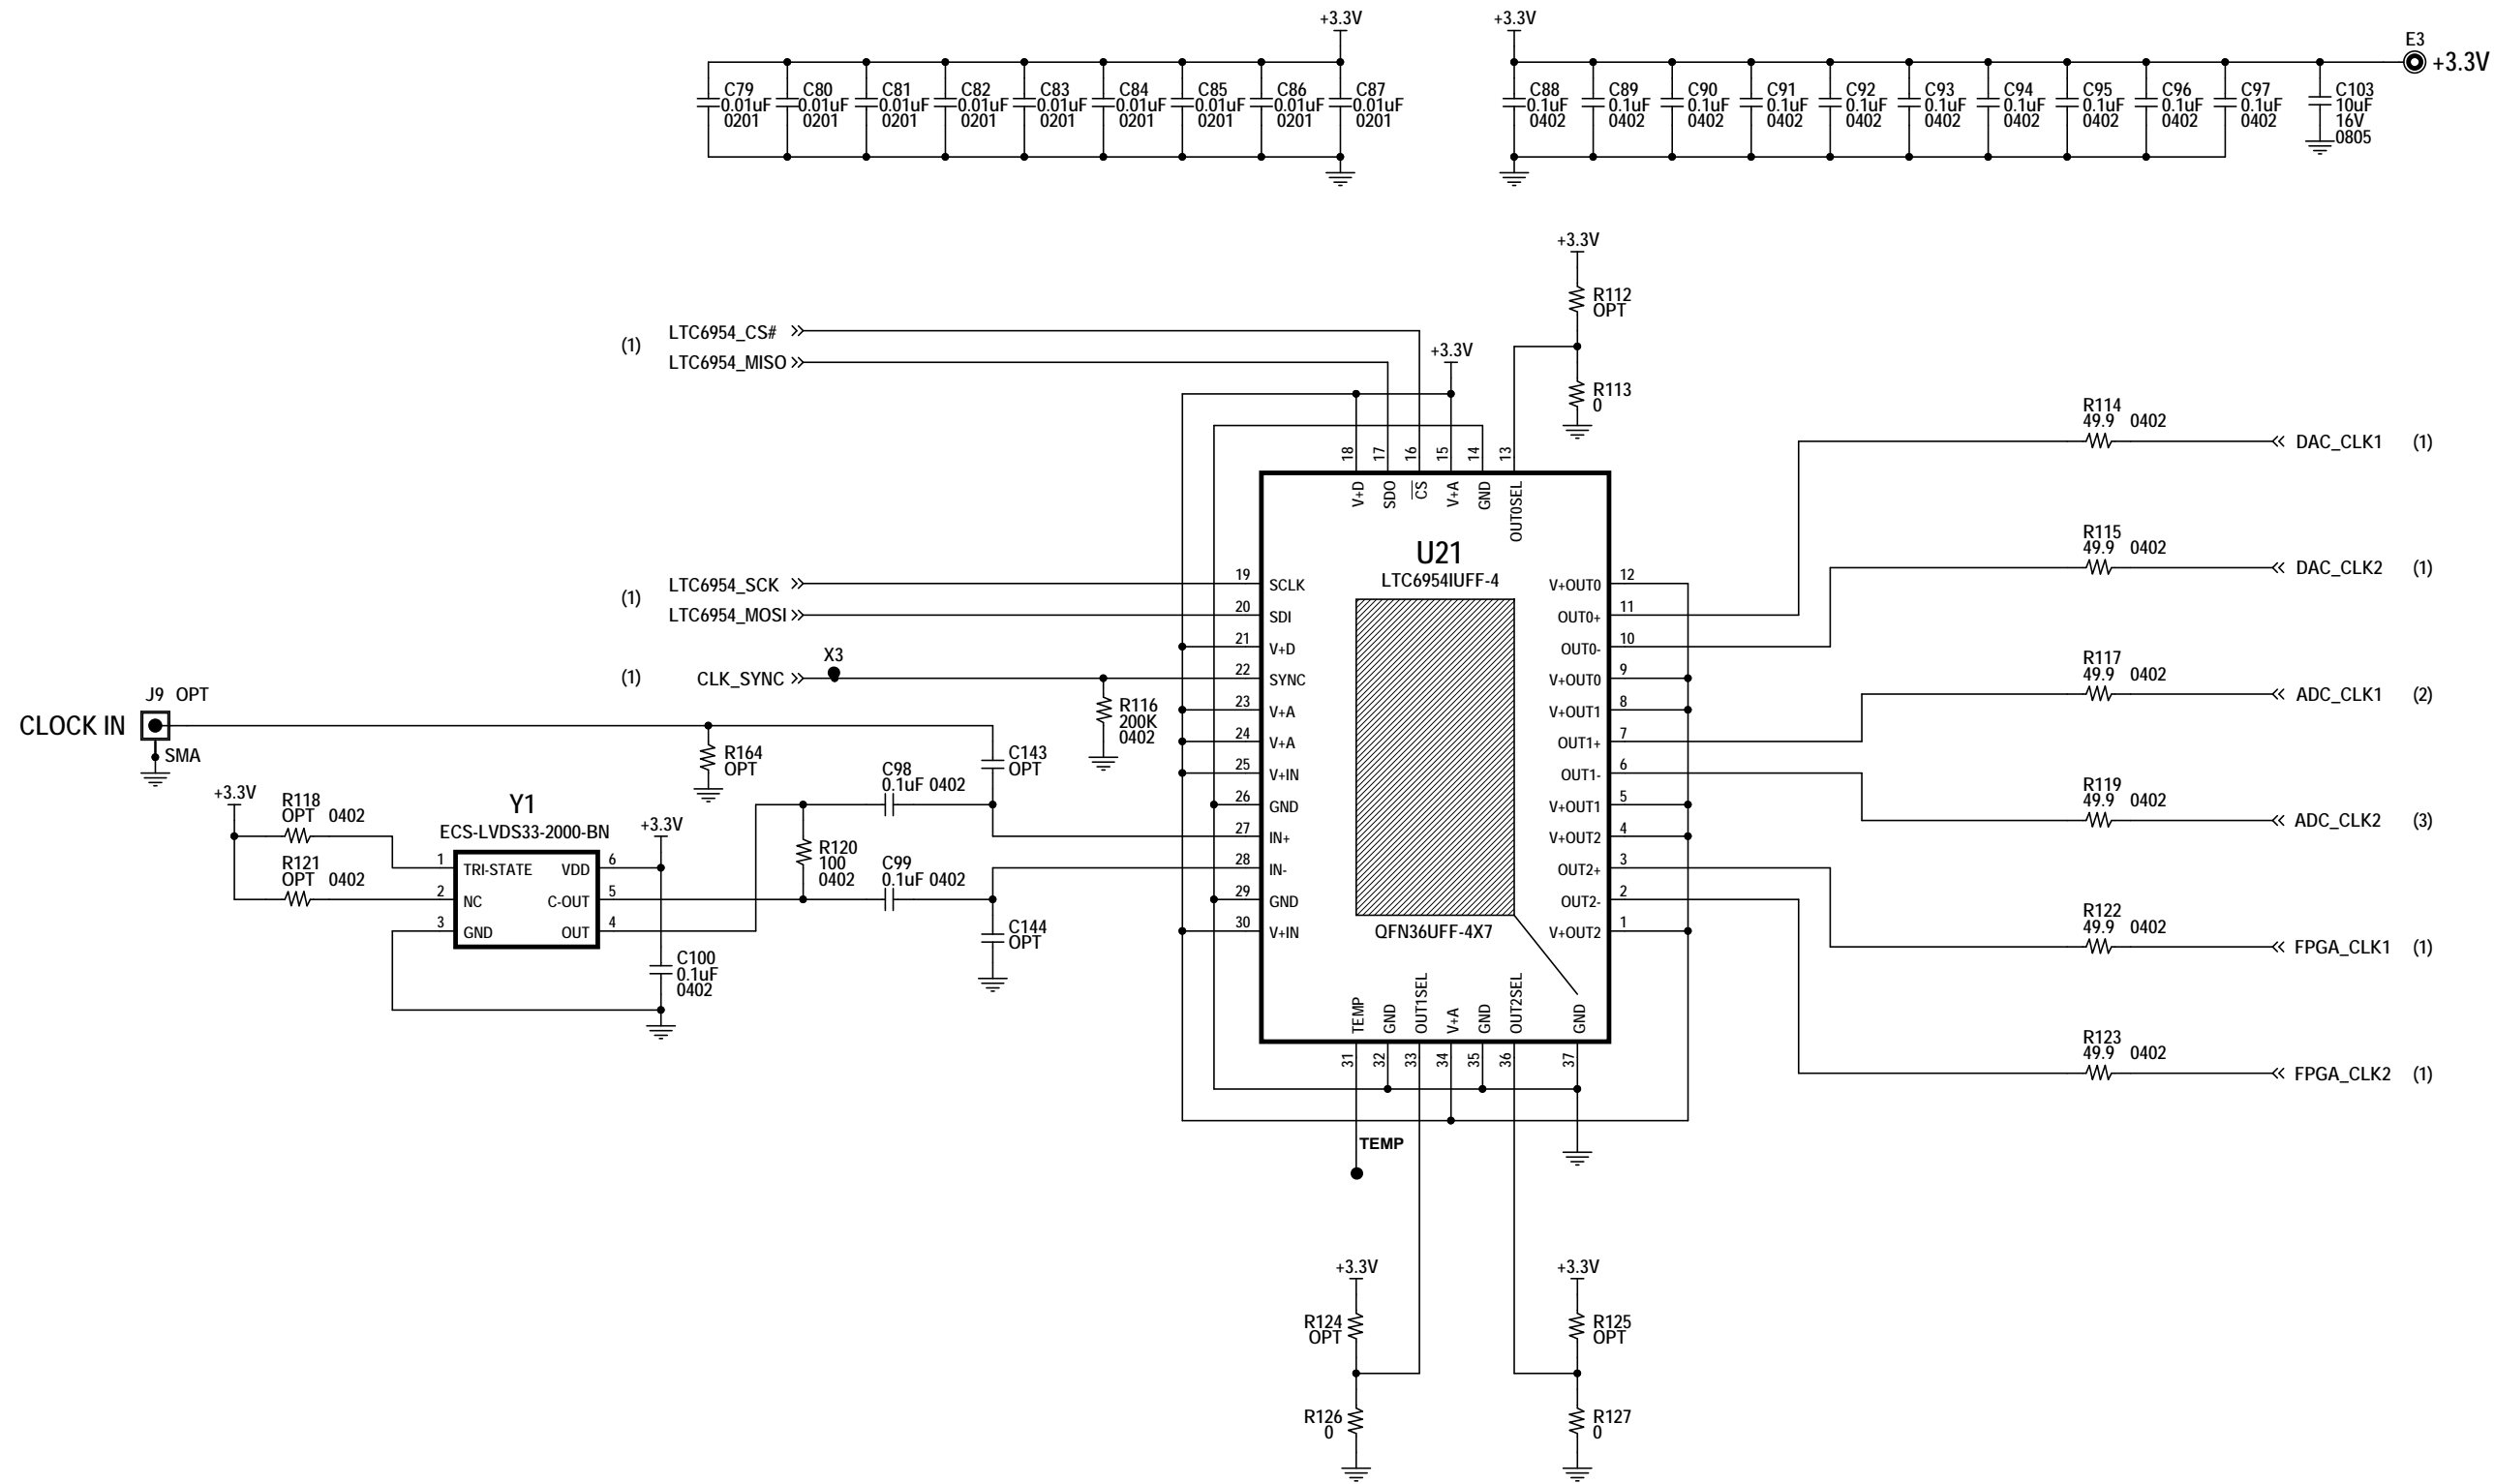 +3.3V
+3.3V
E3
+3.3V
C79
0.01uF
0201
C80
0.01uF
0201
C81
0.01uF
0201
C82
0.01uF
0201
C83
0.01uF
0201
C84
0.01uF
0201
C85
0.01uF
0201
C86
0.01uF
0201
C87
0.01uF
0201
C88
0.1uF
0402
C89
0.1uF
0402
C90
0.1uF
0402
C91
0.1uF
0402
C92
0.1uF
0402
C93
0.1uF
0402
C94
0.1uF
0402
C95
0.1uF
0402
C96
0.1uF
0402
C97
0.1uF
0402
C103
10uF
16V
0805
+3.3V
R112
OPT
R113
0
(1)
LTC6954_CS#
LTC6954_MISO
+3.3V
18
17
16
15
14
13
V+D
SDO
CS
V+A
GND
OUT0SEL
U21
LTC6954IUFF-4
(1)
LTC6954_SCK
LTC6954_MOSI
(1)
CLK_SYNC
X3
R116
200K
0402
19
SCLK
20
SDI
21
V+D
22
SYNC
23
V+A
24
V+A
25
V+IN
26
GND
27
IN+
28
IN-
29
GND
30
V+IN
V+OUT0
12
OUT0+
11
OUT0-
10
V+OUT0
9
V+OUT1
8
OUT1+
7
OUT1-
6
V+OUT1
5
V+OUT2
4
OUT2+
3
OUT2-
2
V+OUT2
1
QFN36UFF-4X7
TEMP
GND
OUT1SEL
V+A
GND
OUT2SEL
GND
31
32
33
34
35
36
37
TEMP
R114
49.9 0402
DAC_CLK1 (1)
R115
49.9 0402
DAC_CLK2 (1)
R117
49.9 0402
ADC_CLK1 (2)
R119
49.9 0402
ADC_CLK2 (3)
R122
49.9 0402
FPGA_CLK1 (1)
R123
49.9 0402
FPGA_CLK2 (1)
J9 OPT
CLOCK IN
SMA
R164
OPT
C143
OPT
C98
0.1uF 0402
R120
100
0402
C99
0.1uF 0402
C144
OPT
+3.3V
R118
OPT 0402
R121
OPT 0402
Y1
ECS-LVDS33-2000-BN
+3.3V
1
TRI-STATE
VDD
6
2
NC
C-OUT
5
3
GND
OUT
4
C100
0.1uF
0402
+3.3V
R124
OPT
R126
0
+3.3V
R125
OPT
R127
0